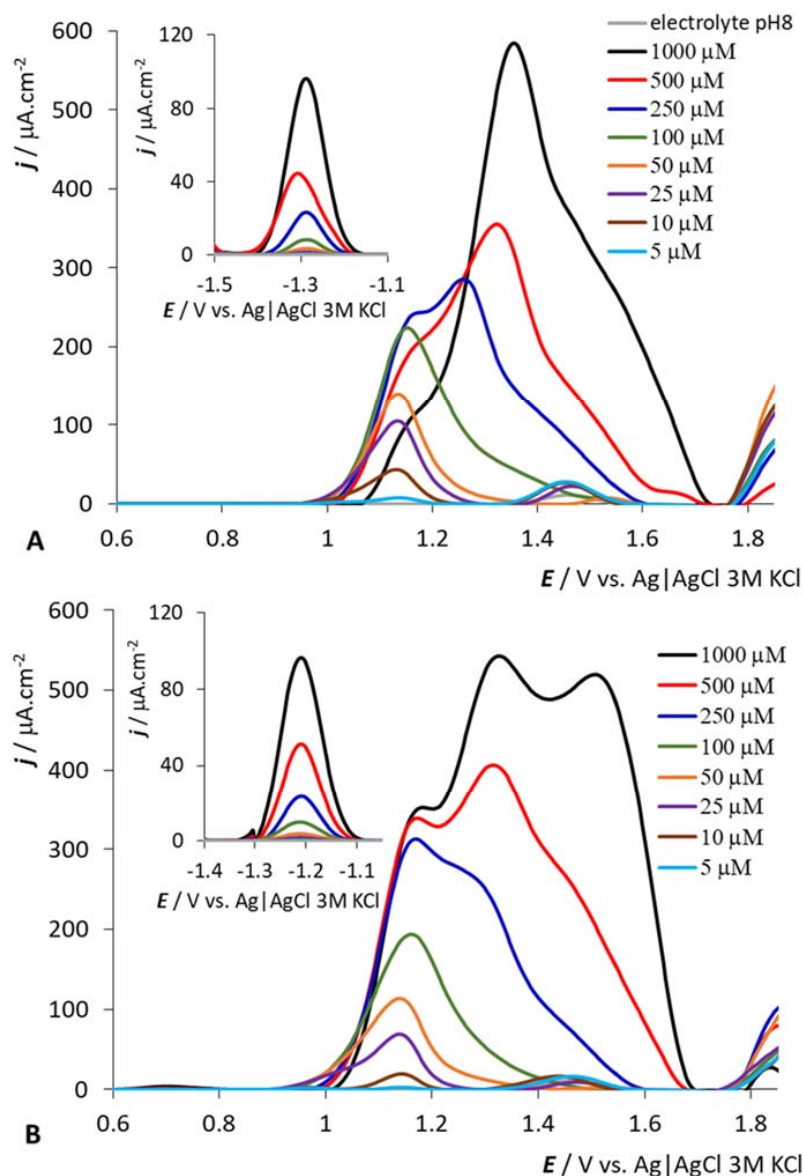 600
500
400
300
200
100
0
j / µA.cm-2
120
80
40
0
j / µA.cm-2
-1.5 -1.3 -1.1
E / V vs. Ag|AgCl 3M KCl
electrolyte pH8
1000 µM
500 µM
250 µM
100 µM
50 µM
25 µM
10 µM
5 µM
0.6 0.8 1 1.2 1.4 1.6 1.8
A
E / V vs. Ag|AgCl 3M KCl
600
500
400
300
200
100
0
j / µA.cm-2
120
80
40
0
j / µA.cm-2
-1.4 -1.3 -1.2 -1.1
E / V vs. Ag|AgCl 3M KCl
1000 µM
500 µM
250 µM
100 µM
50 µM
25 µM
10 µM
5 µM
0.6 0.8 1 1.2 1.4 1.6 1.8
B
E / V vs. Ag|AgCl 3M KCl